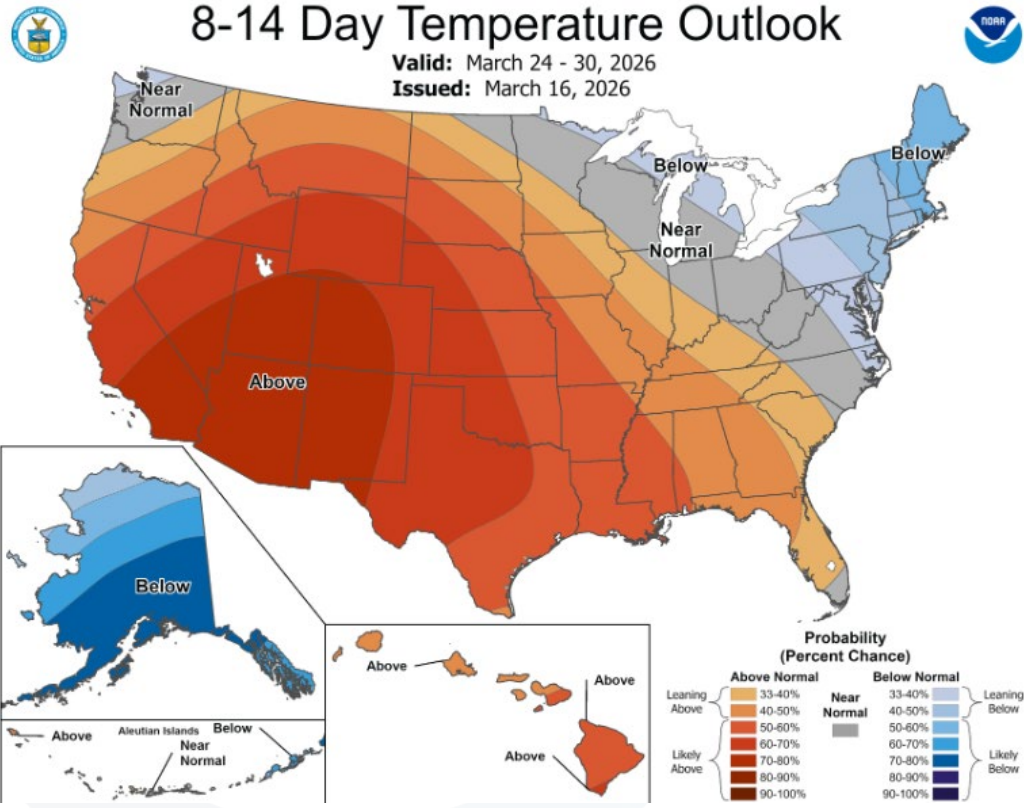 8-14 Day Temperature Outlook
NOAA
Valid: March 24 - 30, 2026
Issued: March 16, 2026
Near
Normal
Below
Below
Near
Normal
Above
Below
Above
Above
Above
Above
Aleutian Islands
Below
Near
Normal
Probability
(Percent Chance)
Above Normal
Below Normal
Leaning
Above
33-40%
40-50%
50-60%
60-70%
70-80%
80-90%
90-100%
Likely
Above
Near
Normal
33-40%
40-50%
50-60%
60-70%
70-80%
80-90%
90-100%
Leaning
Below
Likely
Below